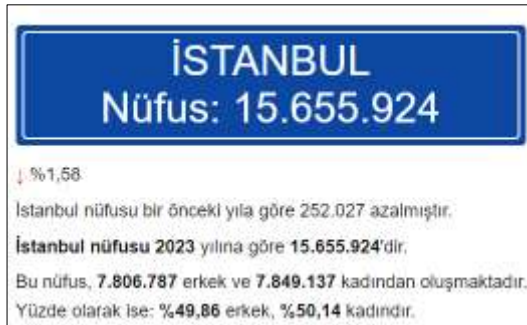 İSTANBUL
Nüfus: 15.655.924
↓ %1,58
İstanbul nüfusu bir önceki yıla göre 252.027 azalmıştır.
İstanbul nüfusu 2023 yılına göre 15.655.924'dir.
Bu nüfus, 7.806.787 erkek ve 7.849.137 kadından oluşmaktadır.
Yüzde olarak ise: %49,86 erkek, %50,14 kadındır.